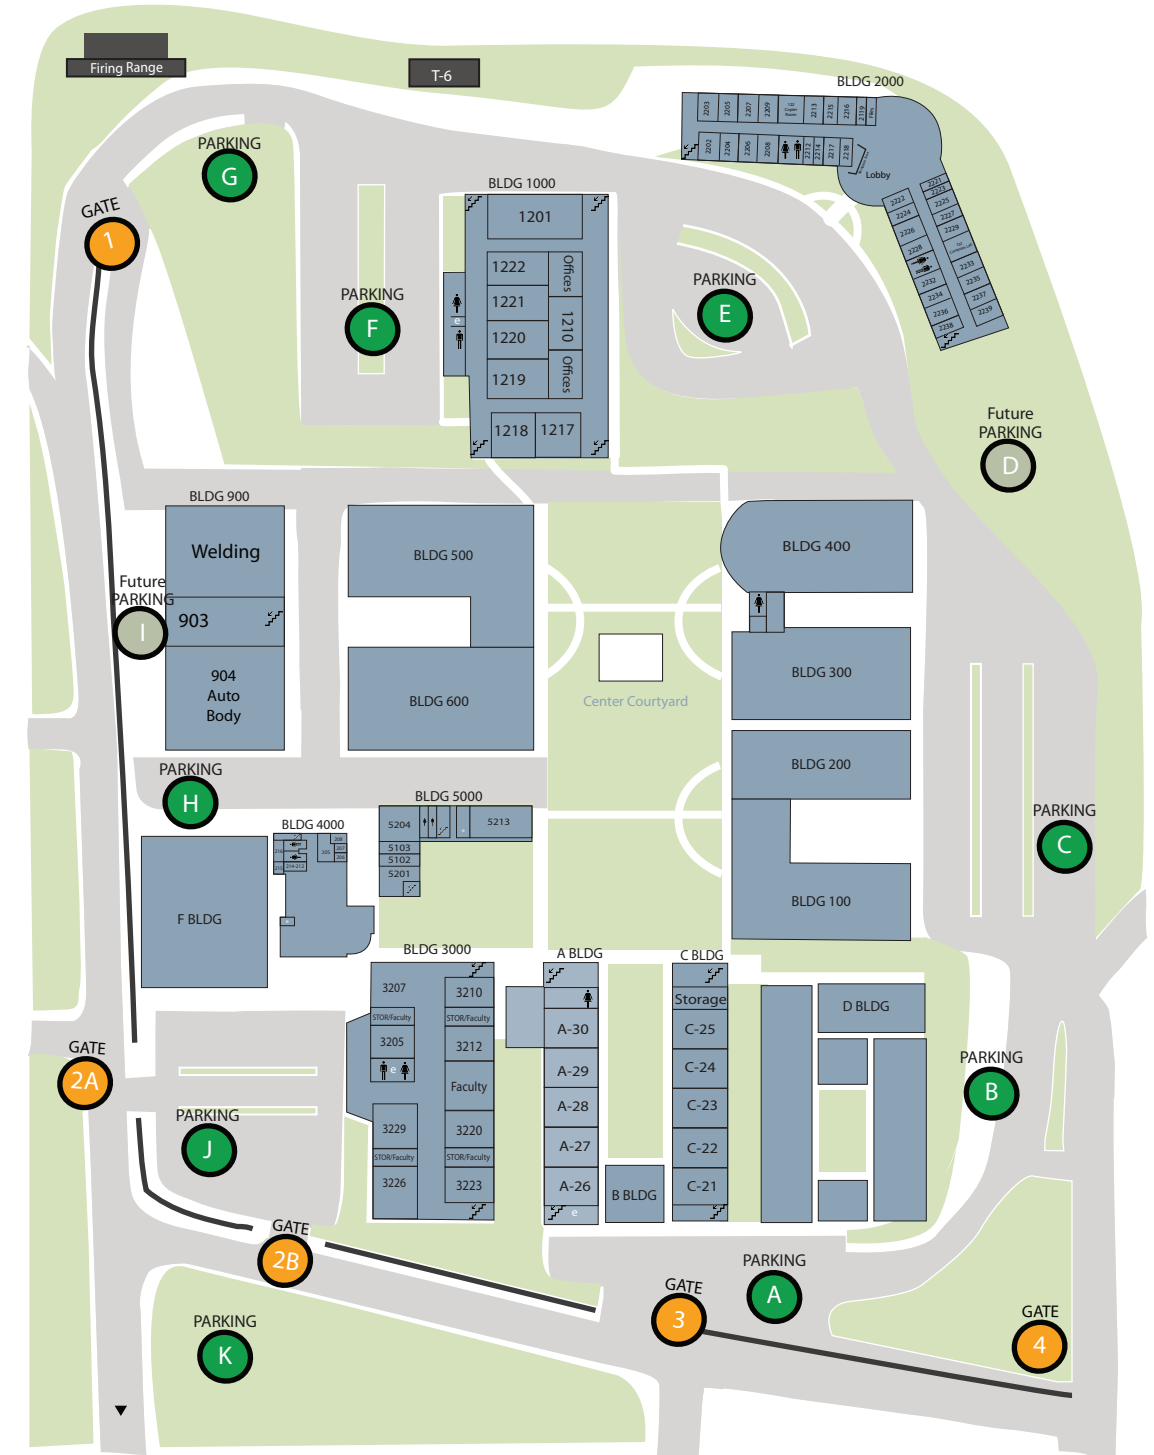 Firing Range
T-6
BLDG 2000
2203
2205
2207
2209
2213
2215
2216
2119
Files
2202
2204
2206
2208
2212
2214
2217
2218
Lobby
2221
2223
2225
2227
2229
2233
2235
2237
2239
2222
2224
2226
2228
2232
2234
2236
2238
PARKING
G
GATE
1
BLDG 1000
1201
1222
1221
1220
1219
Offices
1210
Offices
1218
1217
e
PARKING
F
PARKING
E
Future
PARKING
D
BLDG 900
Welding
903
904
Auto
Body
Future
PARKING
I
BLDG 500
BLDG 600
BLDG 400
BLDG 300
Center Courtyard
BLDG 200
BLDG 100
PARKING
H
PARKING
C
BLDG 5000
5204
5213
5103
5102
5201
BLDG 4000
205
F BLDG
BLDG 3000
3207
STOR/Faculty
3205
e
3229
STOR/Faculty
3226
3210
STOR/Faculty
3212
Faculty
3220
STOR/Faculty
3223
A BLDG
A-30
A-29
A-28
A-27
A-26
e
B BLDG
C BLDG
Storage
C-25
C-24
C-23
C-22
C-21
D BLDG
PARKING
B
GATE
2A
PARKING
J
GATE
2B
PARKING
K
GATE
3
PARKING
A
GATE
4